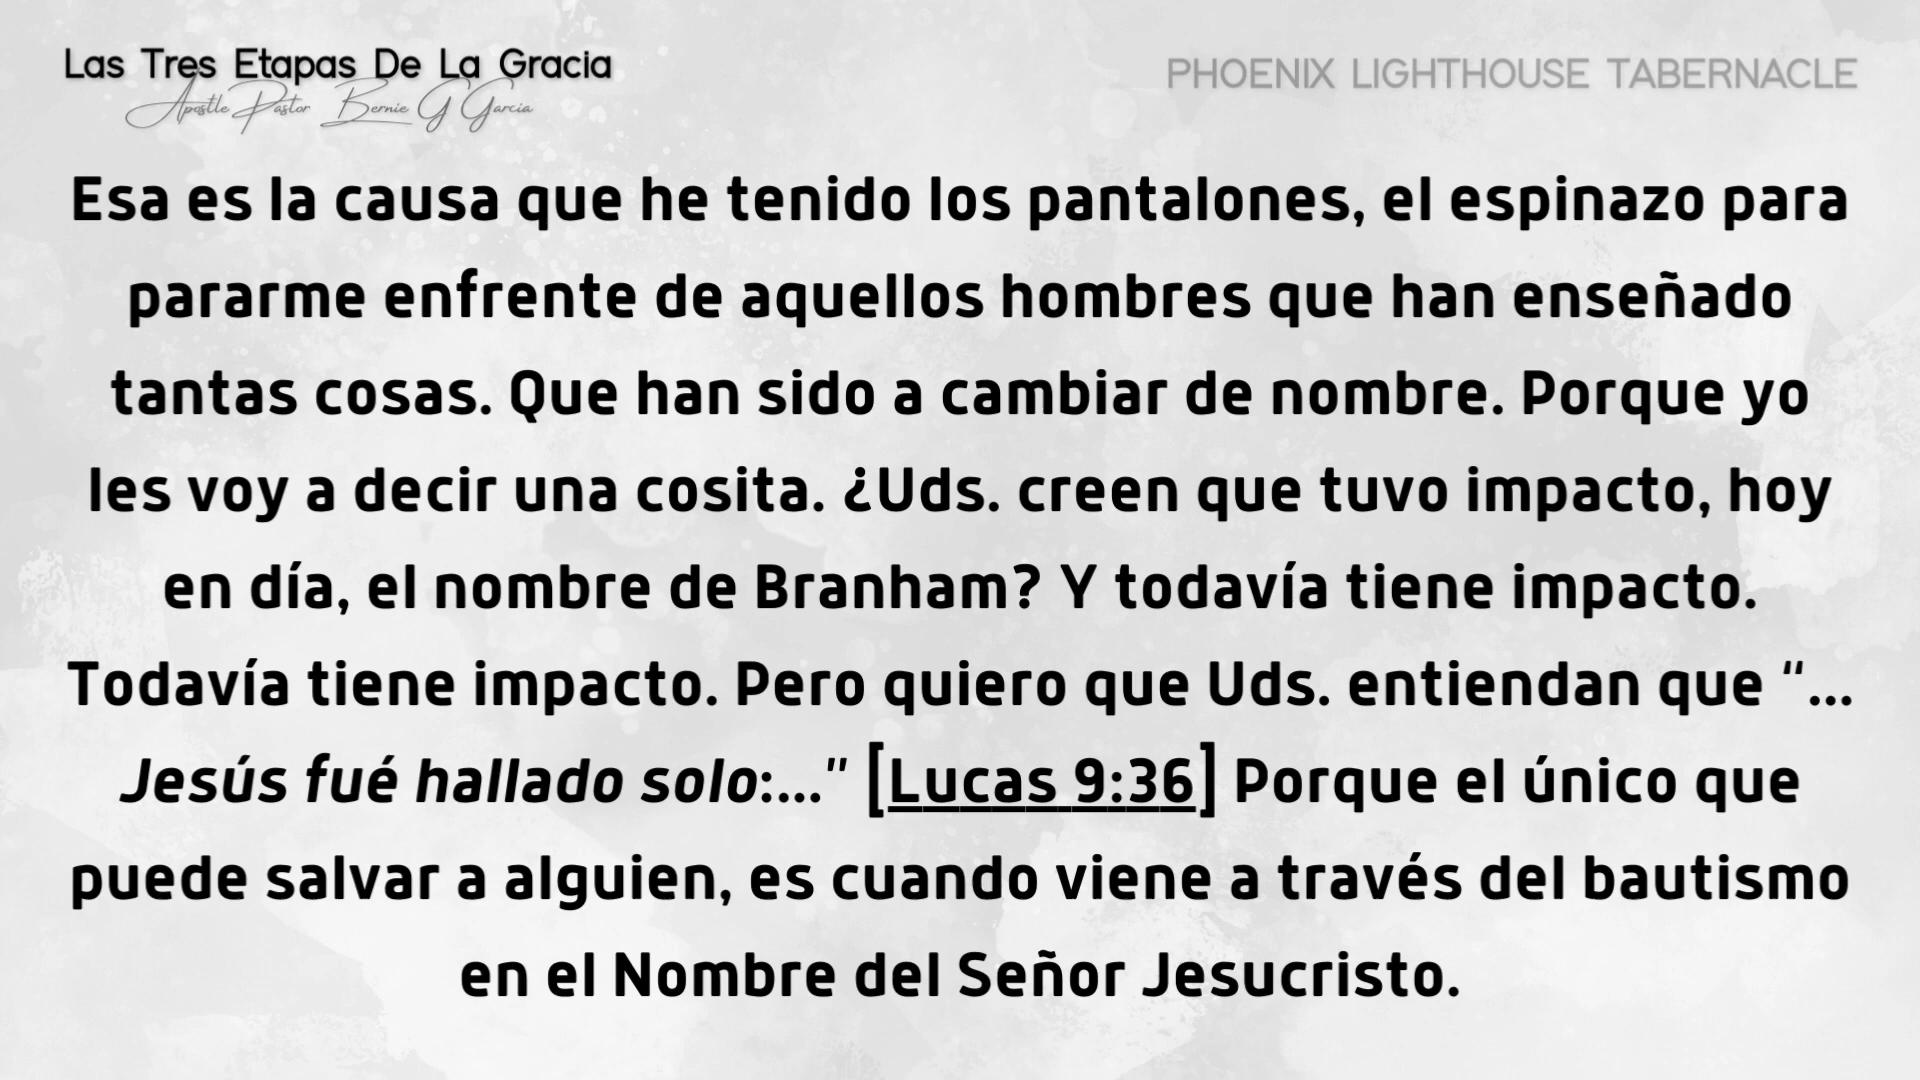 Las Tres Etapas De La Gracia
Apostle Pastor Bernie G Garcia
PHOENIX LIGHTHOUSE TABERNACLE
Esa es la causa que he tenido los pantalones, el espinazo para
pararme enfrente de aquellos hombres que han enseñado
tantas cosas. Que han sido a cambiar de nombre. Porque yo
les voy a decir una cosita. ¿Uds. creen que tuvo impacto, hoy
en día, el nombre de Branham? Y todavía tiene impacto.
Todavía tiene impacto. Pero quiero que Uds. entiendan que “...
Jesús fué hallado solo:...” [Lucas 9:36] Porque el único que
puede salvar a alguien, es cuando viene a través del bautismo
en el Nombre del Señor Jesucristo.